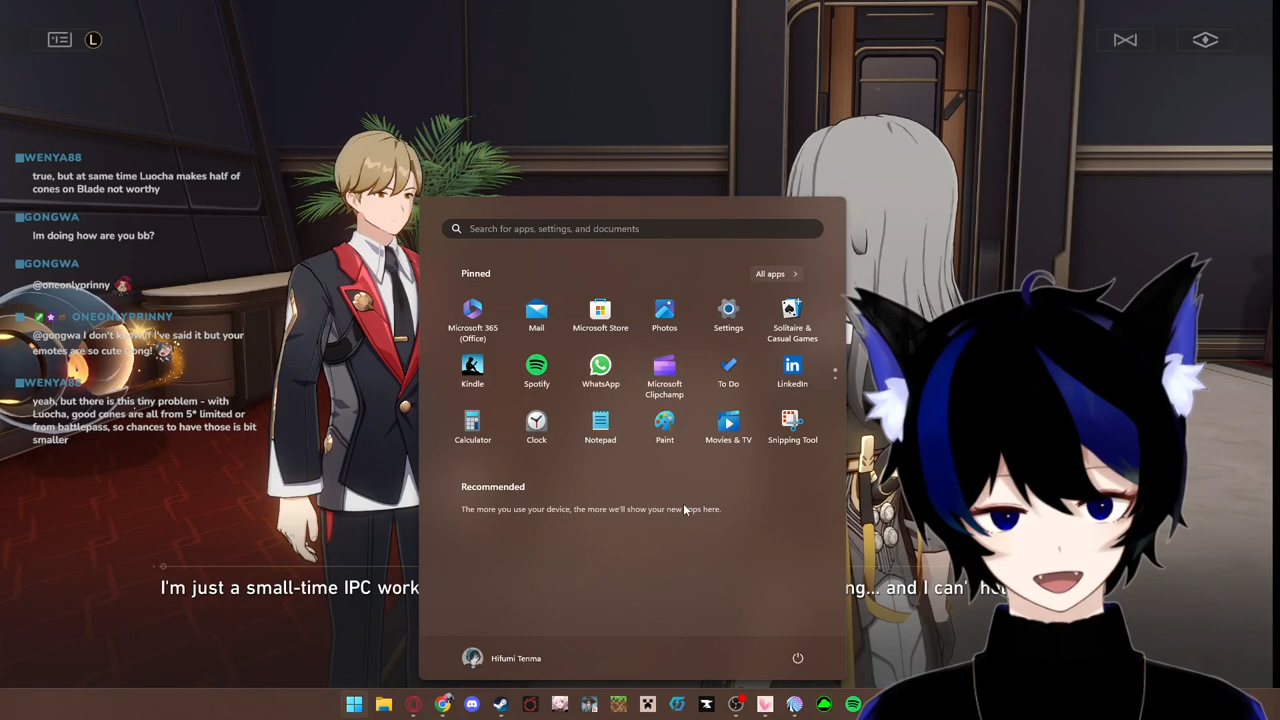 L
WENYA88
true, but at same time Luocha makes half of
cones on Blade not worthy
GONGWA
Im doing how are you bb?
GONGWA
@oneonlyprinny
ONEONLYPRINNY
@gongwa I don't know if I've said it but your
emotes are so cute Gong!
WENYA88
yeah, but there is this tiny problem - with
Luocha, good cones are all from 5* limited or
from battlepass, so chances to have those is bit
smaller
Search for apps, settings, and documents
Pinned
All apps
Microsoft 365
(Office)
Mail
Microsoft Store
Photos
Settings
Solitaire &
Casual Games
Kindle
Spotify
WhatsApp
Microsoft
Clipchamp
To Do
LinkedIn
Calculator
Clock
Notepad
Paint
Movies & TV
Snipping Tool
Recommended
The more you use your device, the more we'll show your new apps here.
I'm just a small-time IPC work
ng... and I can't
Hifumi Tenma